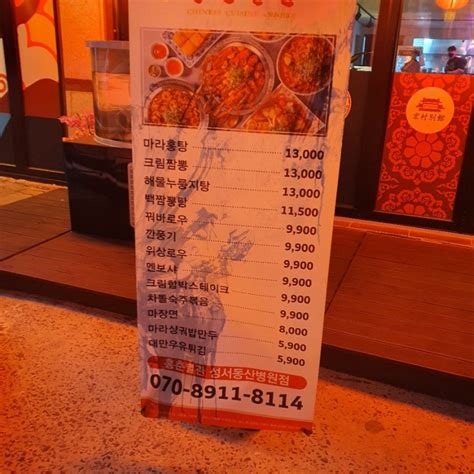 CHINESE CUISINE
마라홍탕 13,000
크림짬뽕 13,000
해물누룽지탕 13,000
백짬뽕탕 11,500
꿔바로우 9,900
깐풍기 9,900
위샹로우 9,900
멘보샤 9,900
크림함박스테이크 9,900
차돌숙주볶음 9,900
마장면 8,000
마라샹궈밥만두 5,900
대만우유튀김 5,900
성서동산병원점
070-8911-8114